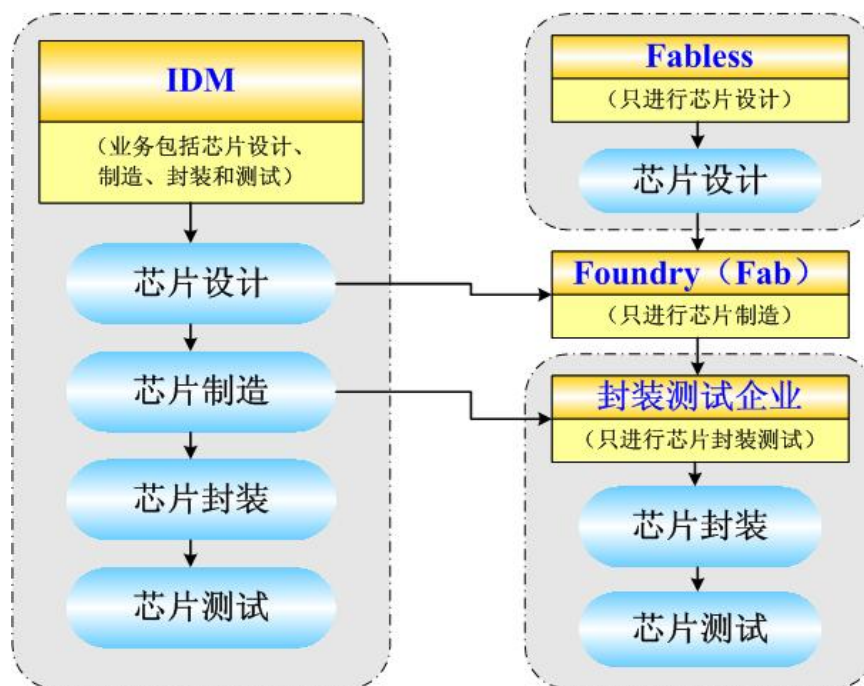 IDM
（业务包括芯片设计、
制造、封装和测试）
芯片设计
芯片制造
芯片封装
芯片测试
Fabless
（只进行芯片设计）
芯片设计
Foundry（Fab）
（只进行芯片制造）
封装测试企业
（只进行芯片封装测试）
芯片封装
芯片测试